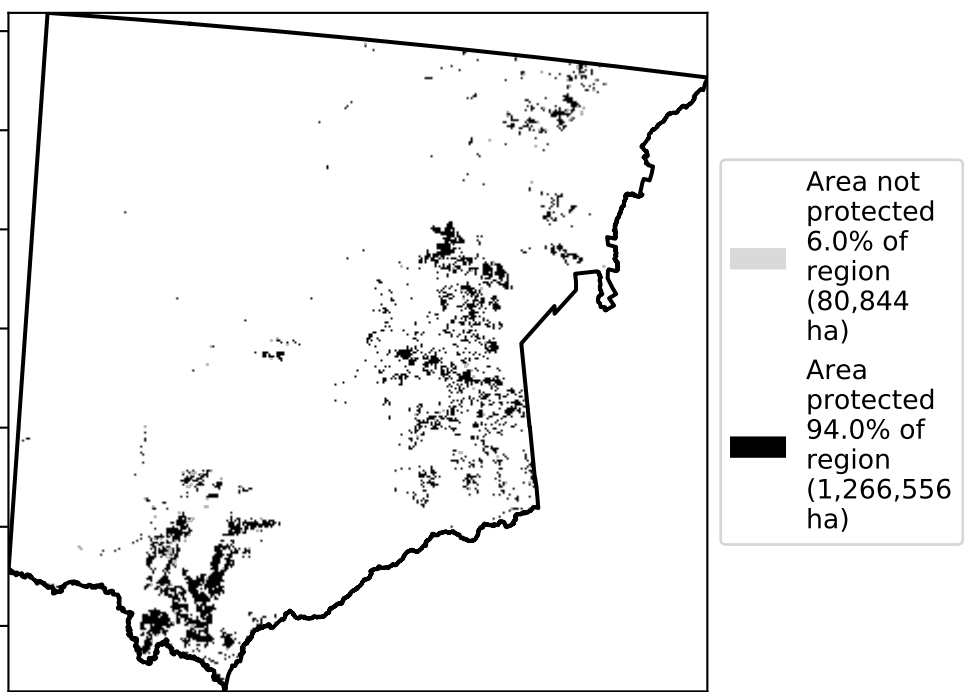 Area not
protected
6.0% of
region
(80,844
ha)
Area
protected
94.0% of
region
(1,266,556
ha)